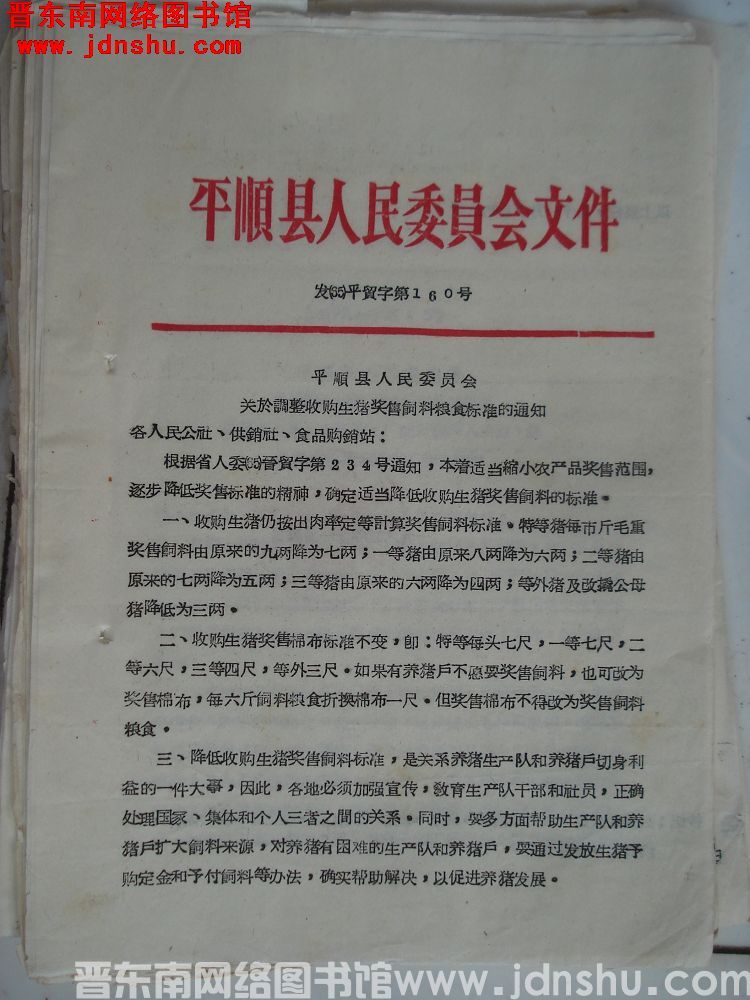 晋东南网络图书馆
www.jdnshu.com
平順县人民委員会文件
发(65)平貿字第160号
平順县人民委员会
关於調整收购生猪奖售飼料粮食标准的通知
各人民公社、供銷社、食品购銷站：
根据省人委(65)晉貿字第234号通知，本着适当縮小农产品奖售范围，
逐步降低奖售标准的精神，确定适当降低收购生猪奖售飼料的标准。
一、收购生猪仍按出肉率定等計算奖售飼料标准。特等猪每市斤毛重
奖售飼料由原来的九两降为七两；一等猪由原来八两降为六两；二等猪由
原来的七两降为五两；三等猪由原来的六两降为四两；等外猪及改撬公母
猪降低为三两。
二、收购生猪奖售棉布标准不变，卽：特等每头七尺，一等七尺，二
等六尺，三等四尺，等外三尺。如果有养猪戶不愿要奖售飼料，也可改为
奖售棉布，每六斤飼料粮食折換棉布一尺。但奖售棉布不得改为奖售飼料
粮食。
三、降低收购生猪奖售飼料标准，是关系养猪生产队和养猪戶切身利
益的一件大事，因此，各地必须加强宣传，敎育生产队干部和社员，正确
处理国家、集体和个人三者之間的关系。同时，要多方面帮助生产队和养
猪戶扩大飼料来源，对养猪有困难的生产队和养猪戶，要通过发放生猪予
购定金和予付飼料等办法，确实帮助解决，以促进养猪发展。
晋东南网络图书馆www.jdnshu.com